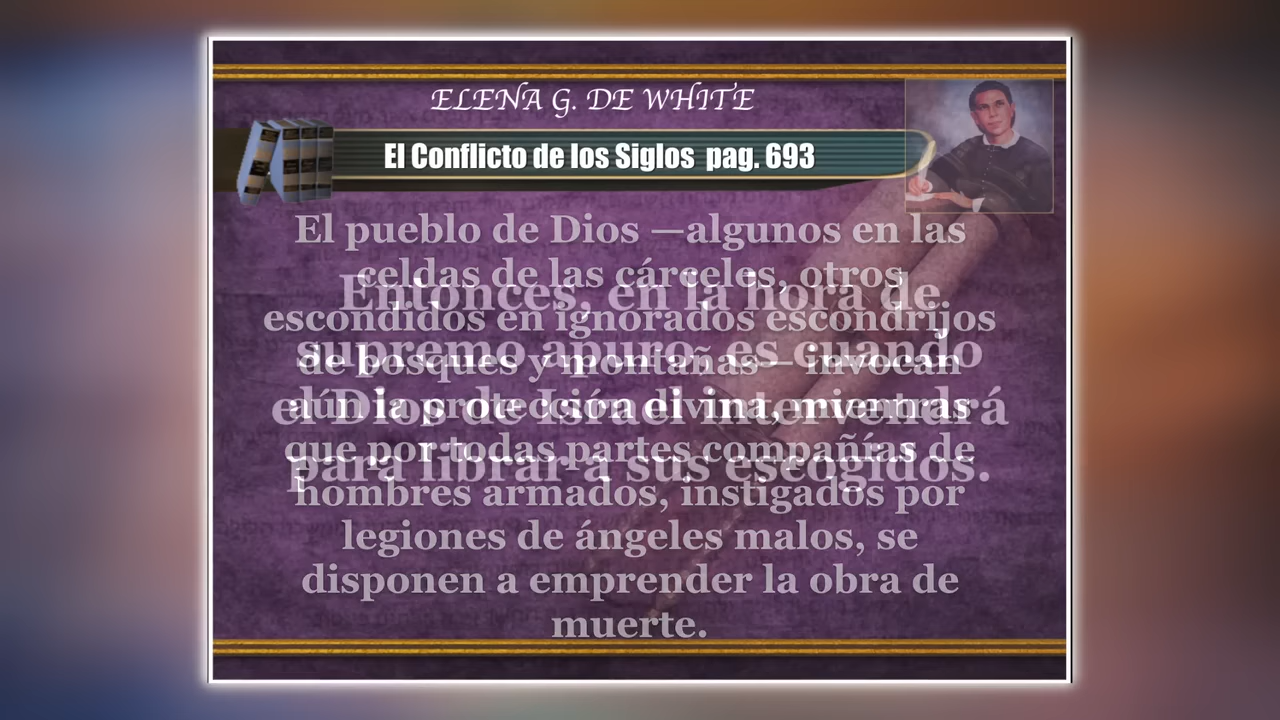 ELENA G. DE WHITE
El Conflicto de los Siglos pag. 693
El pueblo de Dios —algunos en las
celdas de las cárceles, otros
escondidos en ignorados escondrijos
de bosques y montañas— invocan
aún la protección divina, mientras
que por todas partes compañías de
hombres armados, instigados por
legiones de ángeles malos, se
disponen a emprender la obra de
muerte.
Entonces, en la hora de
supremo apuro, es cuando
el Dios de Israel intervendrá
para librar a sus escogidos.